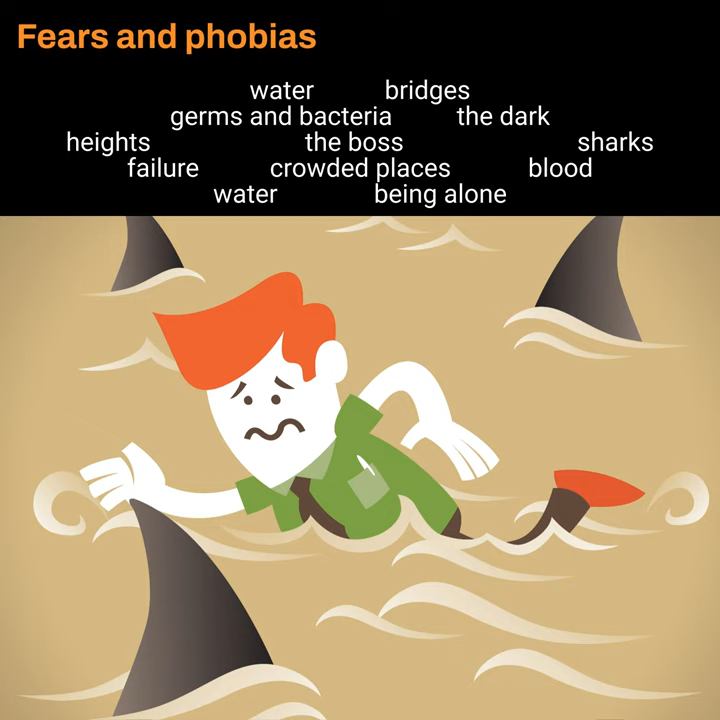 Fears and phobias
water bridges
germs and bacteria the dark
heights the boss sharks
failure crowded places blood
water being alone